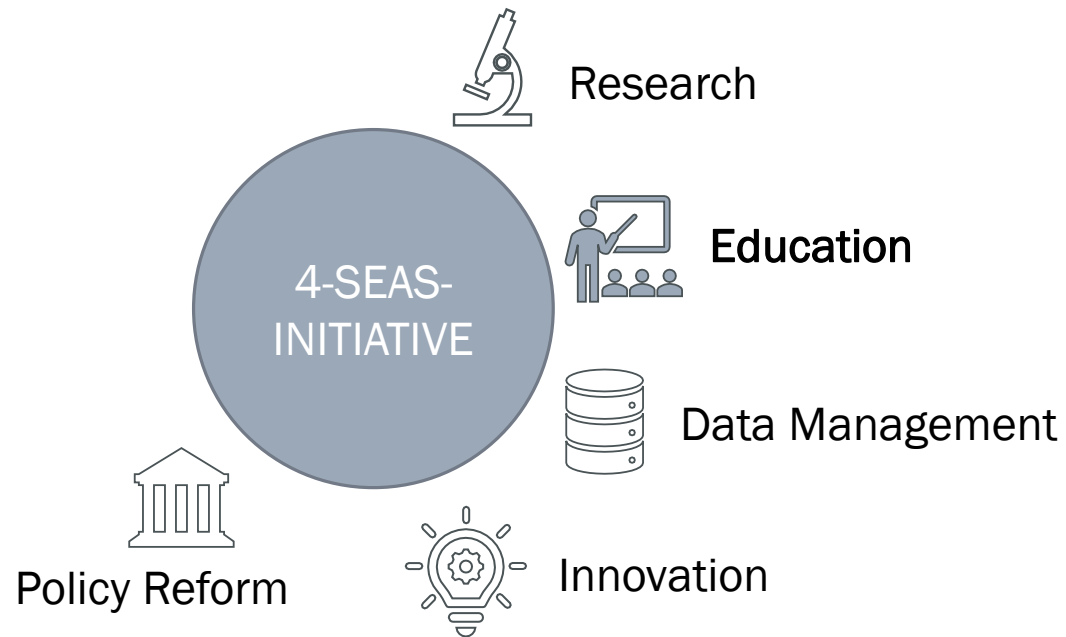 Research
Education
4-SEAS-
INITIATIVE
Data Management
Innovation
Policy Reform